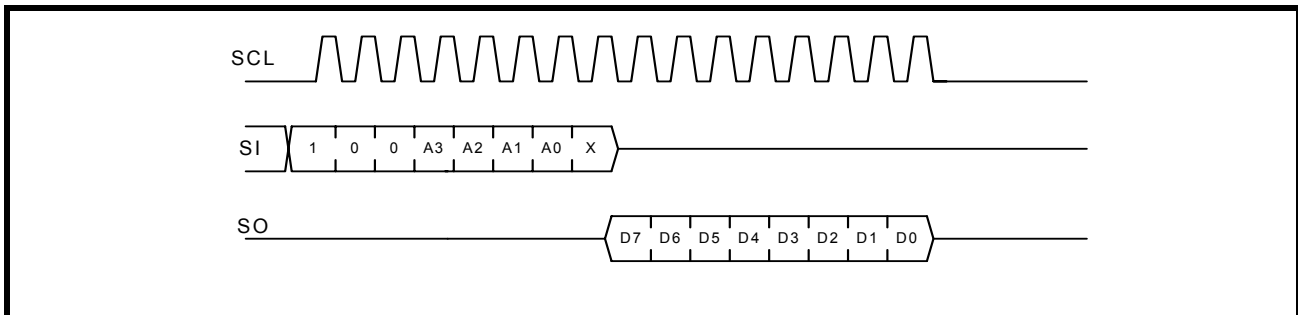 SCL
SI 1 0 0 A3 A2 A1 A0 X
SO D7 D6 D5 D4 D3 D2 D1 D0